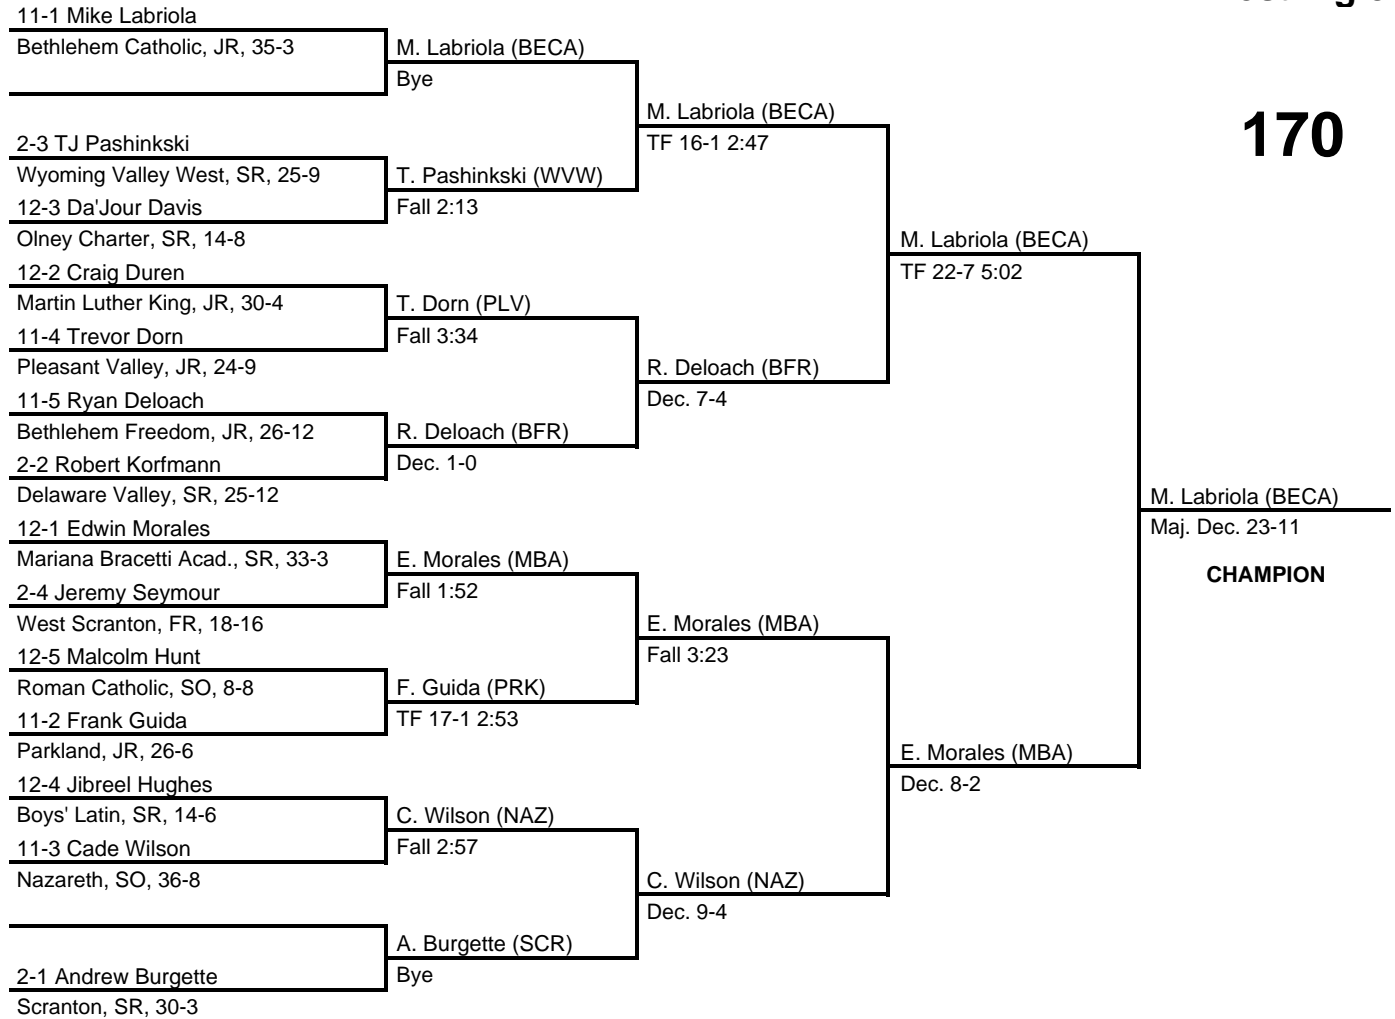 11-1 Mike Labriola
Bethlehem Catholic, JR, 35-3
M. Labriola (BECA)
Bye
M. Labriola (BECA)
TF 16-1 2:47
170
2-3 TJ Pashinkski
Wyoming Valley West, SR, 25-9
T. Pashinkski (WVW)
12-3 Da'Jour Davis
Fall 2:13
Olney Charter, SR, 14-8
M. Labriola (BECA)
TF 22-7 5:02
12-2 Craig Duren
Martin Luther King, JR, 30-4
T. Dorn (PLV)
11-4 Trevor Dorn
Fall 3:34
Pleasant Valley, JR, 24-9
R. Deloach (BFR)
Dec. 7-4
11-5 Ryan Deloach
Bethlehem Freedom, JR, 26-12
R. Deloach (BFR)
2-2 Robert Korfmann
Dec. 1-0
Delaware Valley, SR, 25-12
M. Labriola (BECA)
Maj. Dec. 23-11
CHAMPION
12-1 Edwin Morales
Mariana Bracetti Acad., SR, 33-3
E. Morales (MBA)
2-4 Jeremy Seymour
Fall 1:52
West Scranton, FR, 18-16
E. Morales (MBA)
Fall 3:23
12-5 Malcolm Hunt
Roman Catholic, SO, 8-8
F. Guida (PRK)
11-2 Frank Guida
TF 17-1 2:53
Parkland, JR, 26-6
E. Morales (MBA)
Dec. 8-2
12-4 Jibreel Hughes
Boys' Latin, SR, 14-6
C. Wilson (NAZ)
11-3 Cade Wilson
Fall 2:57
Nazareth, SO, 36-8
C. Wilson (NAZ)
Dec. 9-4
A. Burgette (SCR)
2-1 Andrew Burgette
Bye
Scranton, SR, 30-3